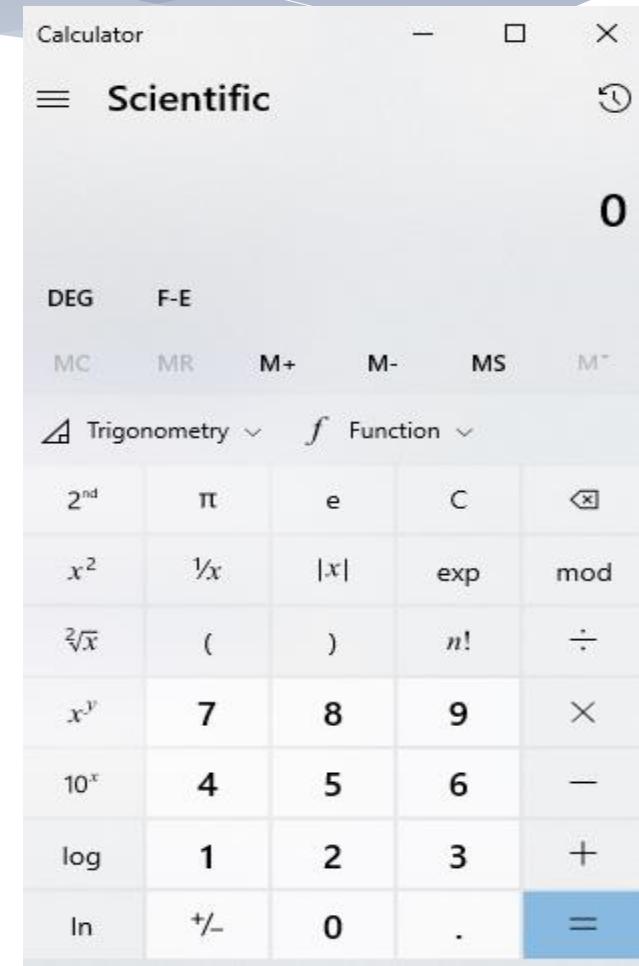 Calculator
Scientific
0
DEG F-E
MC MR M+ M- MS M˅
Trigonometry f Function
2ⁿᵈ π e C
x² ¹/x |x| exp mod
²√x ( ) n! ÷
xʸ 7 8 9 ×
10ˣ 4 5 6 −
log 1 2 3 +
ln +/− 0 . =